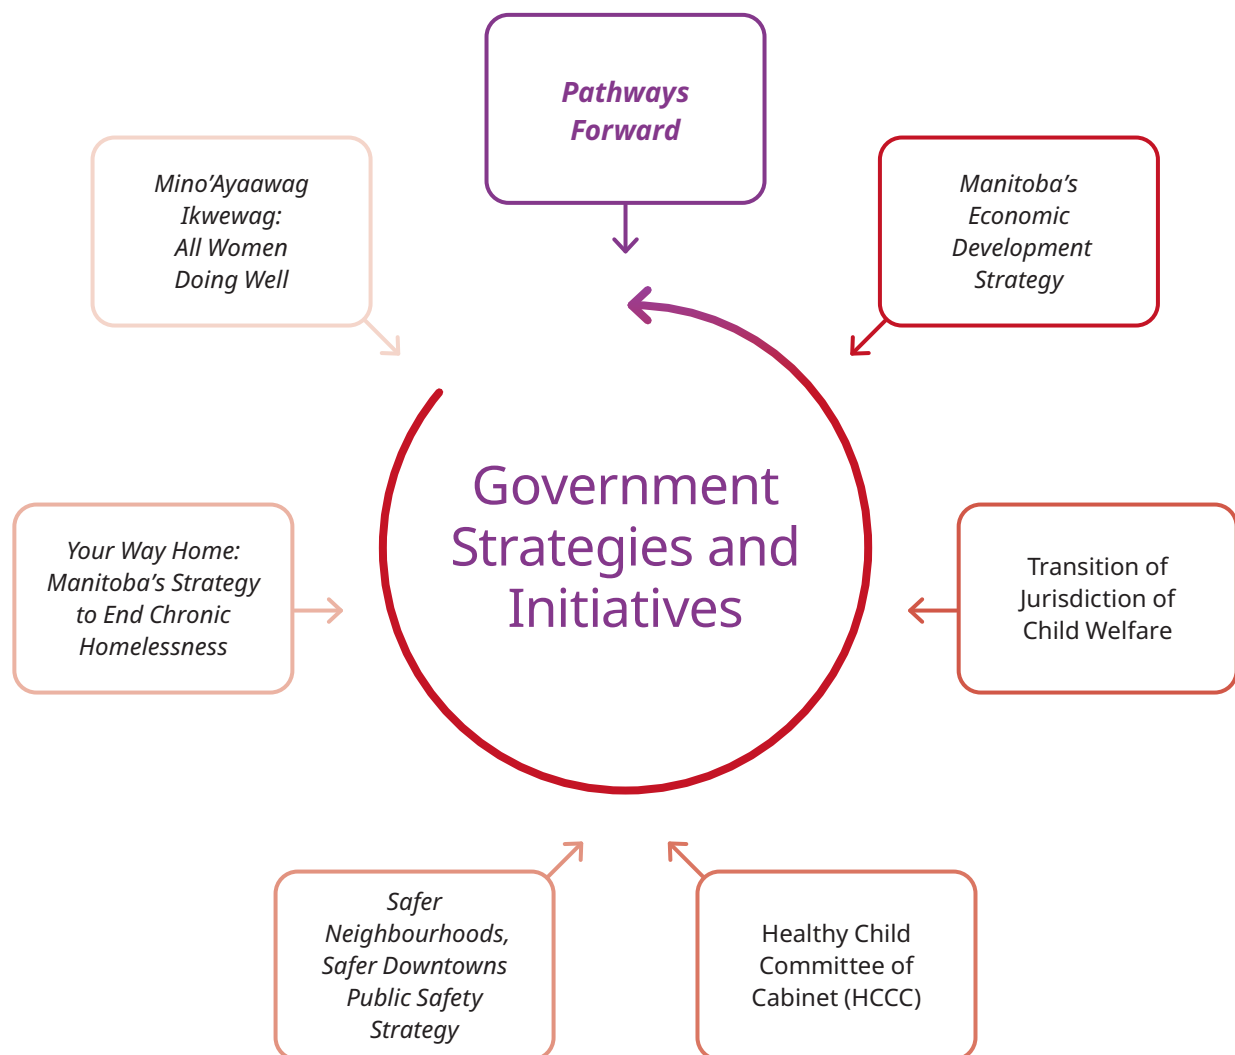 Pathways
Forward
Mino’Ayaawag
Ikwewag:
All Women
Doing Well
Manitoba’s
Economic
Development
Strategy
Government
Strategies and
Initiatives
Your Way Home:
Manitoba’s Strategy
to End Chronic
Homelessness
Transition of
Jurisdiction of
Child Welfare
Safer
Neighbourhoods,
Safer Downtowns
Public Safety
Strategy
Healthy Child
Committee of
Cabinet (HCCC)